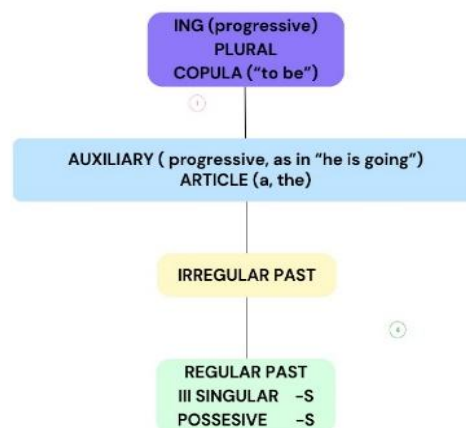 ING (progressive)
PLURAL
COPULA ("to be")
AUXILIARY ( progressive, as in "he is going")
ARTICLE (a, the)
IRREGULAR PAST
REGULAR PAST
III SINGULAR -S
POSSESIVE -S